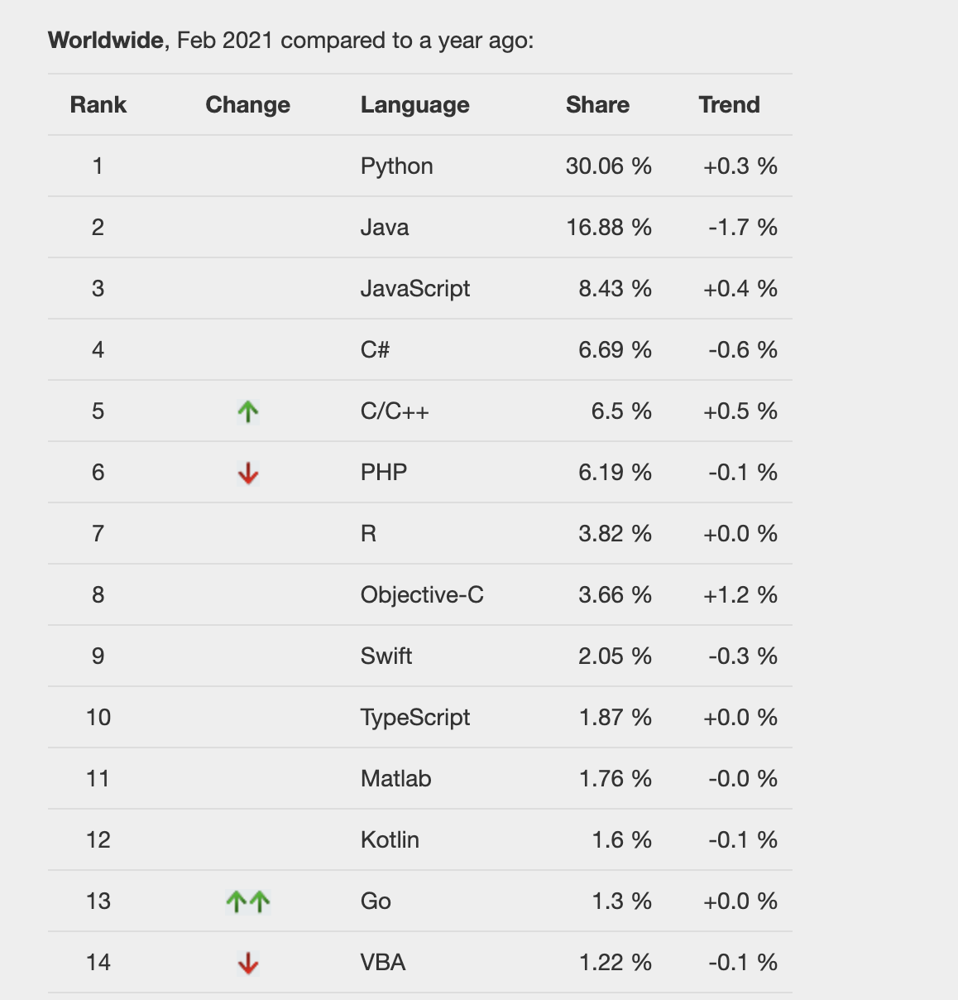 Worldwide, Feb 2021 compared to a year ago:
Rank Change Language Share Trend
1 Python 30.06 % +0.3 %
2 Java 16.88 % -1.7 %
3 JavaScript 8.43 % +0.4 %
4 C# 6.69 % -0.6 %
5 ↑ C/C++ 6.5 % +0.5 %
6 ↓ PHP 6.19 % -0.1 %
7 R 3.82 % +0.0 %
8 Objective-C 3.66 % +1.2 %
9 Swift 2.05 % -0.3 %
10 TypeScript 1.87 % +0.0 %
11 Matlab 1.76 % -0.0 %
12 Kotlin 1.6 % -0.1 %
13 ↑↑ Go 1.3 % +0.0 %
14 ↓ VBA 1.22 % -0.1 %